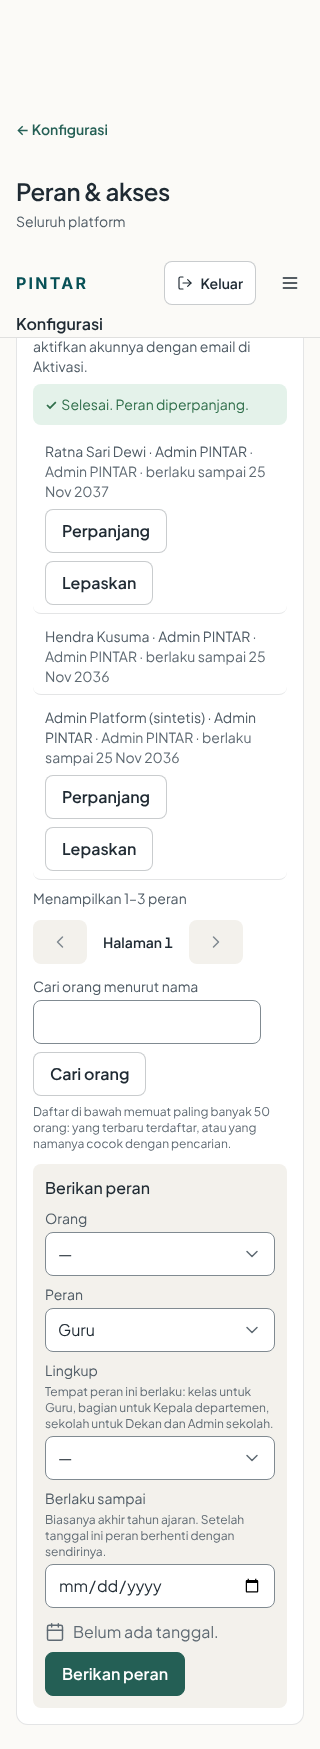 ← Konfigurasi
Peran & akses
Seluruh platform
PINTAR
Keluar
Konfigurasi
aktifkan akunnya dengan email di
Aktivasi.
✓ Selesai. Peran diperpanjang.
Ratna Sari Dewi · Admin PINTAR ·
Admin PINTAR · berlaku sampai 25
Nov 2037
Perpanjang
Lepaskan
Hendra Kusuma · Admin PINTAR ·
Admin PINTAR · berlaku sampai 25
Nov 2036
Admin Platform (sintetis) · Admin
PINTAR · Admin PINTAR · berlaku
sampai 25 Nov 2036
Perpanjang
Lepaskan
Menampilkan 1–3 peran
Halaman 1
Cari orang menurut nama
Cari orang
Daftar di bawah memuat paling banyak 50
orang: yang terbaru terdaftar, atau yang
namanya cocok dengan pencarian.
Berikan peran
Orang
—
Peran
Guru
Lingkup
Tempat peran ini berlaku: kelas untuk
Guru, bagian untuk Kepala departemen,
sekolah untuk Dekan dan Admin sekolah.
—
Berlaku sampai
Biasanya akhir tahun ajaran. Setelah
tanggal ini peran berhenti dengan
sendirinya.
mm/dd/yyyy
Belum ada tanggal.
Berikan peran